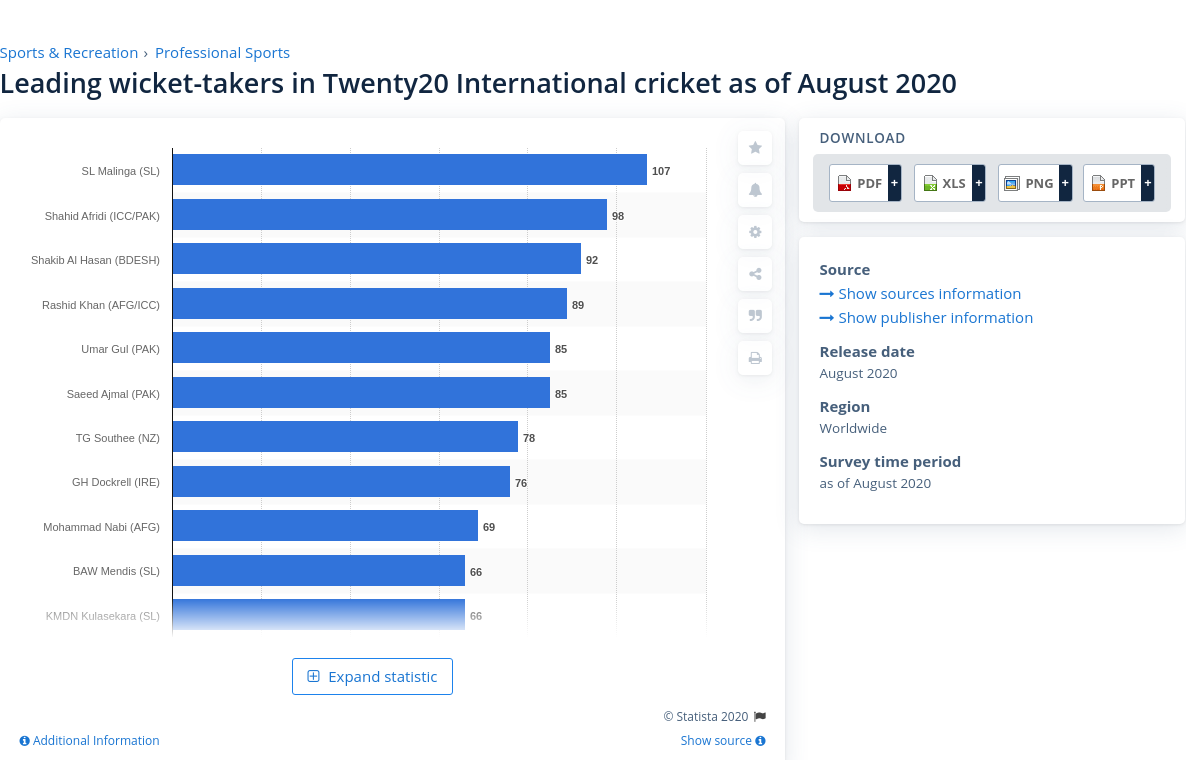 Sports & Recreation › Professional Sports
Leading wicket-takers in Twenty20 International cricket as of August 2020
SL Malinga (SL) 107
Shahid Afridi (ICC/PAK) 98
Shakib Al Hasan (BDESH) 92
Rashid Khan (AFG/ICC) 89
Umar Gul (PAK) 85
Saeed Ajmal (PAK) 85
TG Southee (NZ) 78
GH Dockrell (IRE) 76
Mohammad Nabi (AFG) 69
BAW Mendis (SL) 66
KMDN Kulasekara (SL) 66
Expand statistic
© Statista 2020
Additional Information
Show source
DOWNLOAD
PDF + XLS + PNG + PPT +
Source
Show sources information
Show publisher information
Release date
August 2020
Region
Worldwide
Survey time period
as of August 2020